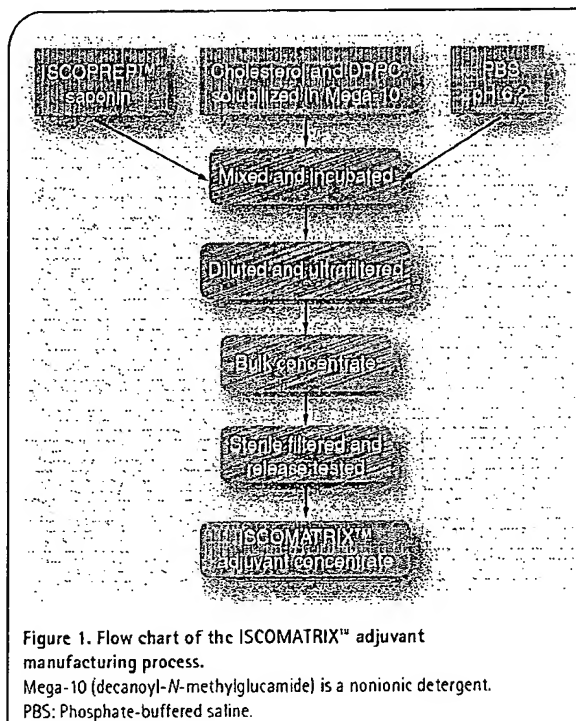 ISCOPREP™
saponin
Cholesterol and DPPC
solubilized in Mega-10
PBS
pH 6.2
Mixed and incubated
Diluted and ultrafiltered
Bulk concentrate
Sterile filtered and
release tested
ISCOMATRIX™
adjuvant concentrate
Figure 1. Flow chart of the ISCOMATRIX™ adjuvant
manufacturing process.
Mega-10 (decanoyl-N-methylglucamide) is a nonionic detergent.
PBS: Phosphate-buffered saline.